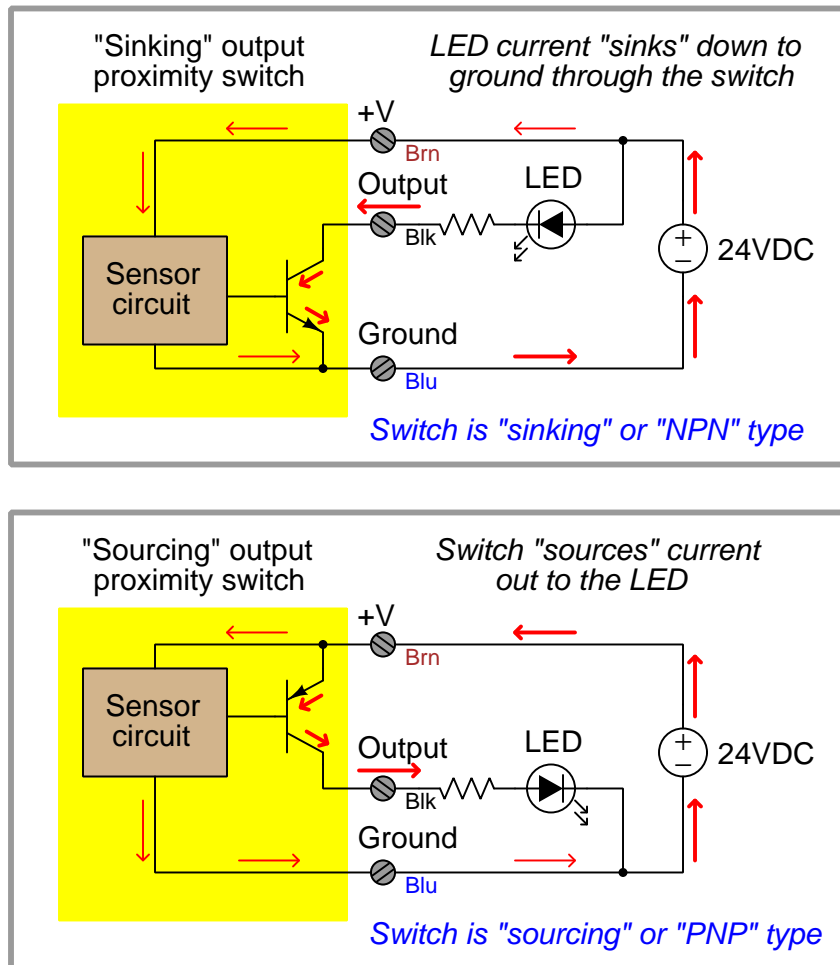 "Sinking" output
proximity switch
LED current "sinks" down to
ground through the switch
+V
Brn
Output
LED
Blk
Sensor
circuit
+
-
24VDC
Ground
Blu
Switch is "sinking" or "NPN" type
"Sourcing" output
proximity switch
Switch "sources" current
out to the LED
+V
Brn
Sensor
circuit
Output
LED
Blk
+
-
24VDC
Ground
Blu
Switch is "sourcing" or "PNP" type